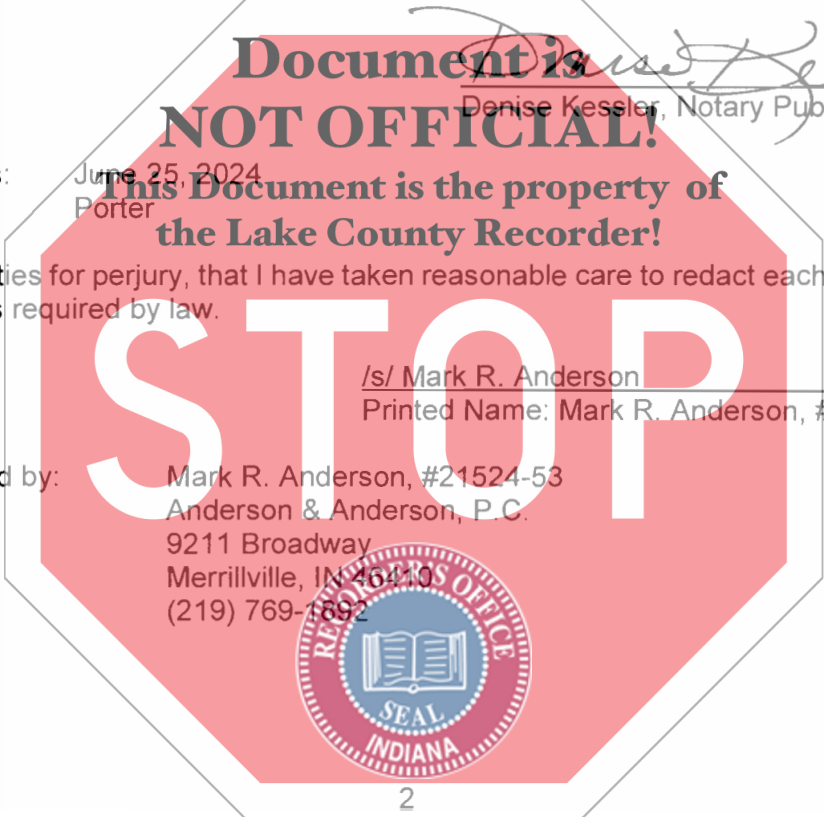 Document is
NOT OFFICIAL!
This Document is the property of
the Lake County Recorder!
STOP
Denise Kessler, Notary Pub
s: June 25, 2024
Porter
ties for perjury, that I have taken reasonable care to redact each
s required by law.
/s/ Mark R. Anderson
Printed Name: Mark R. Anderson, #
d by: Mark R. Anderson, #21524-53
Anderson & Anderson, P.C.
9211 Broadway
Merrillville, IN 46410
(219) 769-1892
RECORDER'S OFFICE
SEAL
INDIANA
2